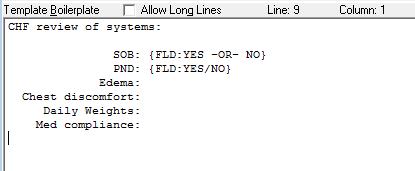 Template Boilerplate Allow Long Lines Line: 9 Column: 1
CHF review of systems:
SOB: {FLD:YES -OR- NO}
PND: {FLD:YES/NO}
Edema:
Chest discomfort:
Daily Weights:
Med compliance: